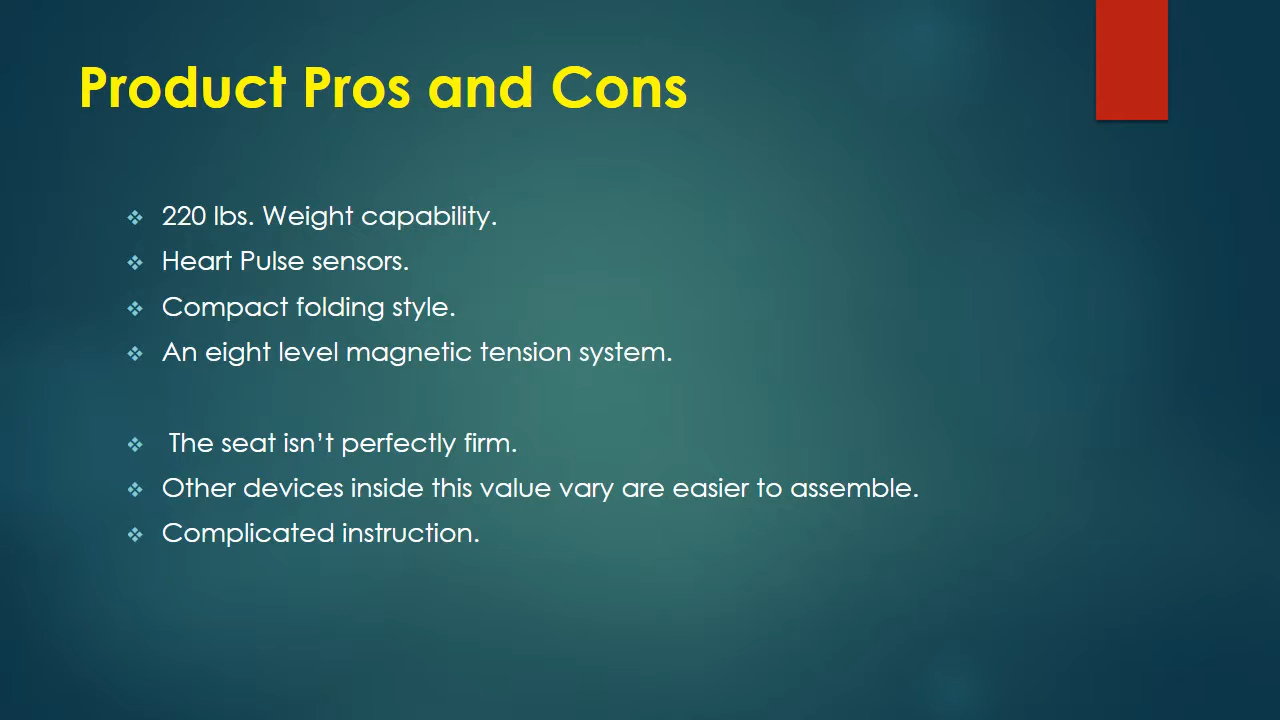 Product Pros and Cons
220 lbs. Weight capability.
Heart Pulse sensors.
Compact folding style.
An eight level magnetic tension system.
The seat isn’t perfectly firm.
Other devices inside this value vary are easier to assemble.
Complicated instruction.